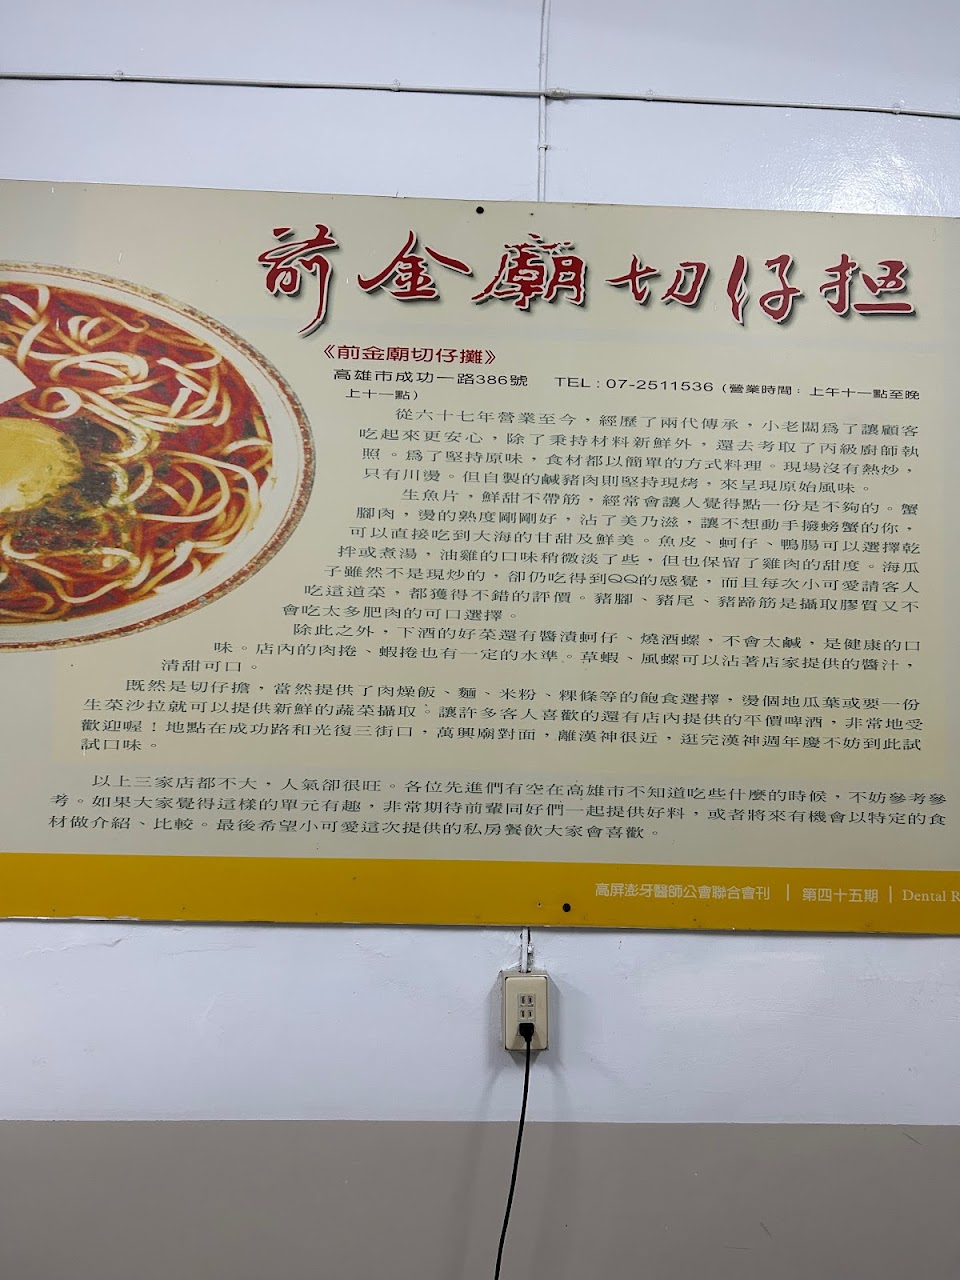 前金廟切仔担
《前金廟切仔攤》
高雄市成功一路386號 TEL：07-2511536（營業時間：上午十一點至晚
上十一點）
從六十七年營業至今，經歷了兩代傳承，小老闆爲了讓顧客
吃起來更安心，除了秉持材料新鮮外，還去考取了丙級廚師執
照。爲了堅持原味，食材都以簡單的方式料理。現場沒有熱炒，
只有川燙。但自製的鹹豬肉則堅持現烤，來呈現原始風味。
生魚片，鮮甜不帶筋，經常會讓人覺得點一份是不夠的。蟹
腳肉，燙的熟度剛剛好，沾了美乃滋，讓不想動手撥螃蟹的你，
可以直接吃到大海的甘甜及鮮美。魚皮、蚵仔、鴨腸可以選擇乾
拌或煮湯，油雞的口味稍微淡了些，但也保留了雞肉的甜度。海瓜
子雖然不是現炒的，卻仍吃得到QQ的感覺，而且每次小可愛請客人
吃這道菜，都獲得不錯的評價。豬腳、豬尾、豬蹄筋是攝取膠質又不
會吃太多肥肉的可口選擇。
除此之外，下酒的好菜還有醬漬蚵仔、燒酒螺，不會太鹹，是健康的口
味。店內的肉捲、蝦捲也有一定的水準。草蝦、風螺可以沾著店家提供的醬汁，
清甜可口。
既然是切仔擔，當然提供了肉燥飯、麵、米粉、粿條等的飽食選擇，燙個地瓜葉或要一份
生菜沙拉就可以提供新鮮的蔬菜攝取。讓許多客人喜歡的還有店內提供的平價啤酒，非常地受
歡迎喔！地點在成功路和光復三街口，萬興廟對面，離漢神很近，逛完漢神週年慶不妨到此試
試口味。
以上三家店都不大，人氣卻很旺。各位先進們有空在高雄市不知道吃些什麼的時候，不妨參考參
考。如果大家覺得這樣的單元有趣，非常期待前輩同好們一起提供好料，或者將來有機會以特定的食
材做介紹、比較。最後希望小可愛這次提供的私房餐飲大家會喜歡。
高屏澎牙醫師公會聯合會刊 | 第四十五期 | Dental R